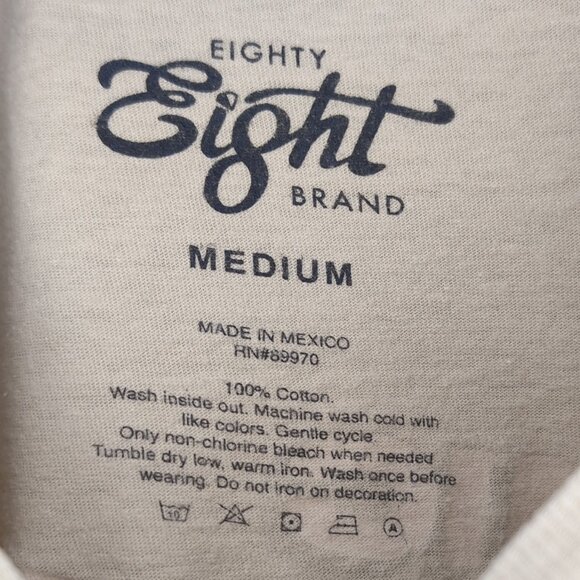 EIGHTY
Eight
BRAND
MEDIUM
MADE IN MEXICO
RN#89970
100% Cotton.
Wash inside out. Machine wash cold with
like colors. Gentle cycle.
Only non-chlorine bleach when needed
Tumble dry low, warm iron. Wash once before
wearing. Do not iron on decoration.
A